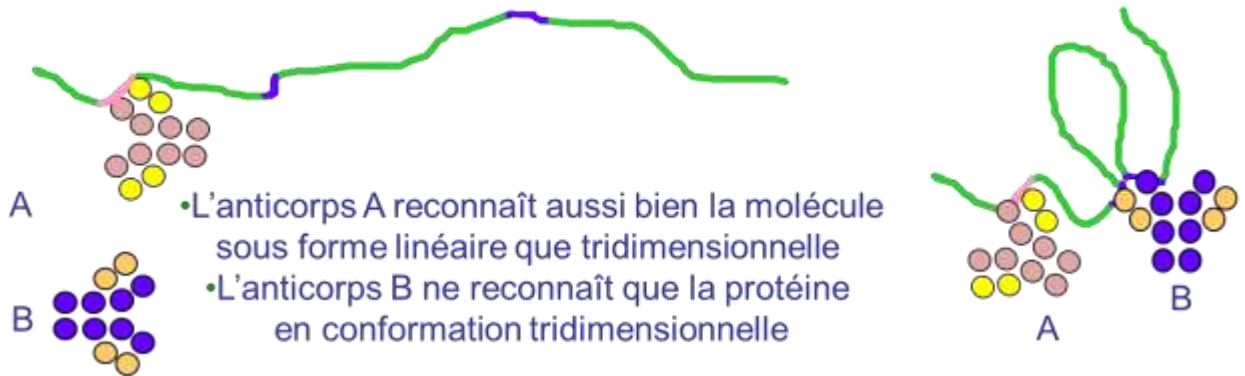 A
•L'anticorps A reconnaît aussi bien la molécule
sous forme linéaire que tridimensionnelle
B
•L'anticorps B ne reconnaît que la protéine
en conformation tridimensionnelle
B
A